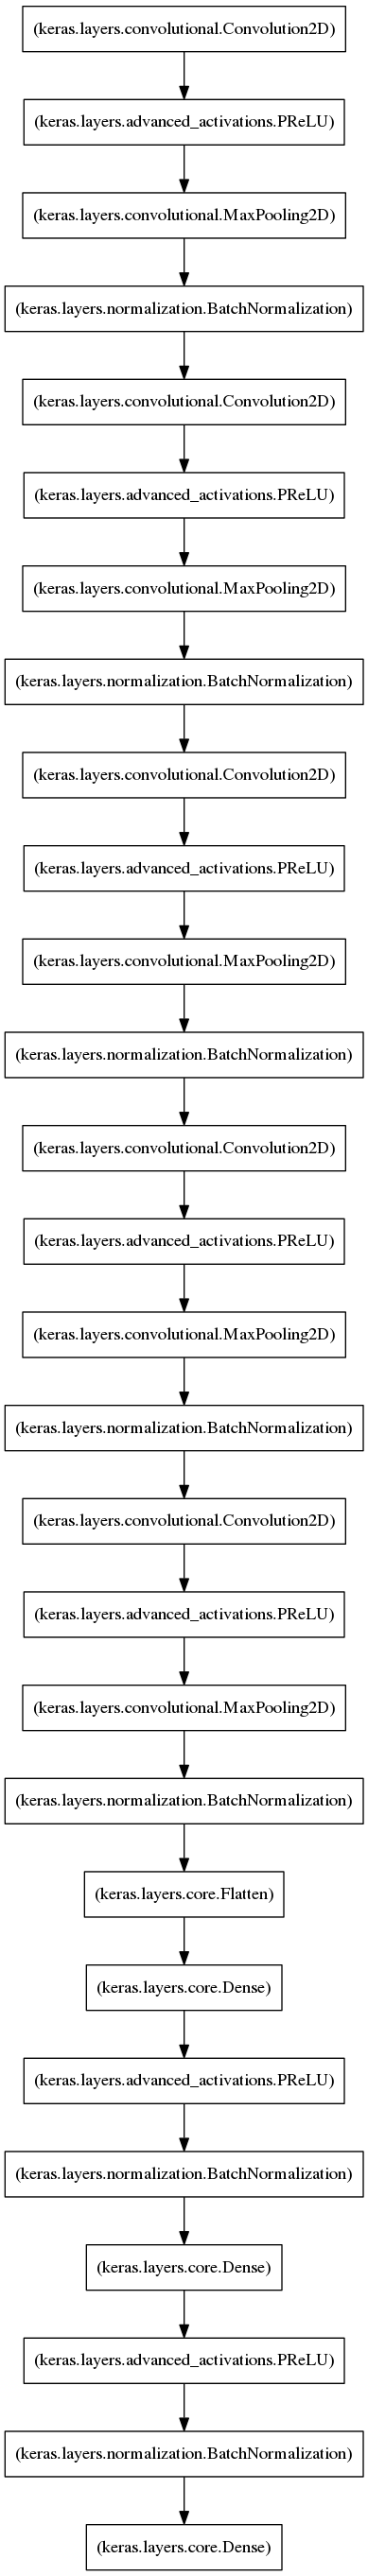 (keras.layers.convolutional.Convolution2D)
(keras.layers.advanced_activations.PReLU)
(keras.layers.convolutional.MaxPooling2D)
(keras.layers.normalization.BatchNormalization)
(keras.layers.convolutional.Convolution2D)
(keras.layers.advanced_activations.PReLU)
(keras.layers.convolutional.MaxPooling2D)
(keras.layers.normalization.BatchNormalization)
(keras.layers.convolutional.Convolution2D)
(keras.layers.advanced_activations.PReLU)
(keras.layers.convolutional.MaxPooling2D)
(keras.layers.normalization.BatchNormalization)
(keras.layers.convolutional.Convolution2D)
(keras.layers.advanced_activations.PReLU)
(keras.layers.convolutional.MaxPooling2D)
(keras.layers.normalization.BatchNormalization)
(keras.layers.convolutional.Convolution2D)
(keras.layers.advanced_activations.PReLU)
(keras.layers.convolutional.MaxPooling2D)
(keras.layers.normalization.BatchNormalization)
(keras.layers.core.Flatten)
(keras.layers.core.Dense)
(keras.layers.advanced_activations.PReLU)
(keras.layers.normalization.BatchNormalization)
(keras.layers.core.Dense)
(keras.layers.advanced_activations.PReLU)
(keras.layers.normalization.BatchNormalization)
(keras.layers.core.Dense)